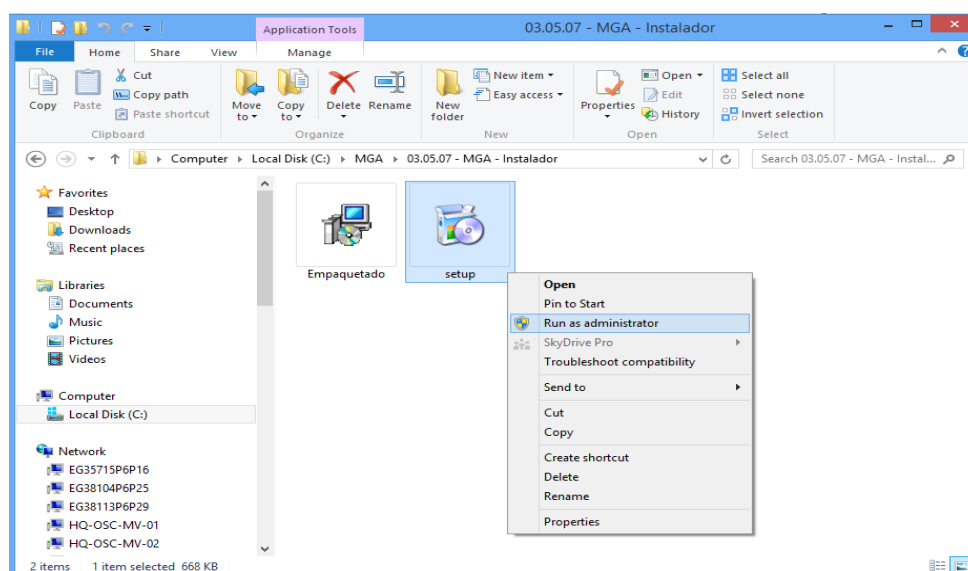 Application Tools
03.05.07 - MGA - Instalador
File Home Share View Manage
Copy
Paste
Cut
Copy path
Paste shortcut
Clipboard
Move to
Copy to
Delete
Rename
Organize
New folder
New item
Easy access
New
Properties
Open
Edit
History
Open
Select all
Select none
Invert selection
Select
Computer Local Disk (C:) MGA 03.05.07 - MGA - Instalador
Search 03.05.07 - MGA - Instal...
Favorites
Desktop
Downloads
Recent places
Libraries
Documents
Music
Pictures
Videos
Computer
Local Disk (C:)
Network
EG35715P6P16
EG38104P6P25
EG38113P6P29
HQ-OSC-MV-01
HQ-OSC-MV-02
Empaquetado
setup
Open
Pin to Start
Run as administrator
SkyDrive Pro
Troubleshoot compatibility
Send to
Cut
Copy
Create shortcut
Delete
Rename
Properties
2 items 1 item selected 668 KB